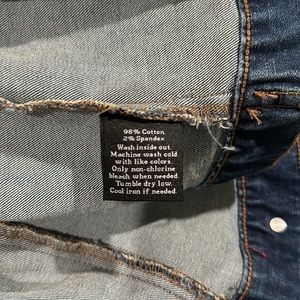 98% Cotton
2% Spandex
Wash inside out.
Machine wash cold
with like colors.
Only non-chlorine
bleach when needed.
Tumble dry low.
Cool iron if needed.